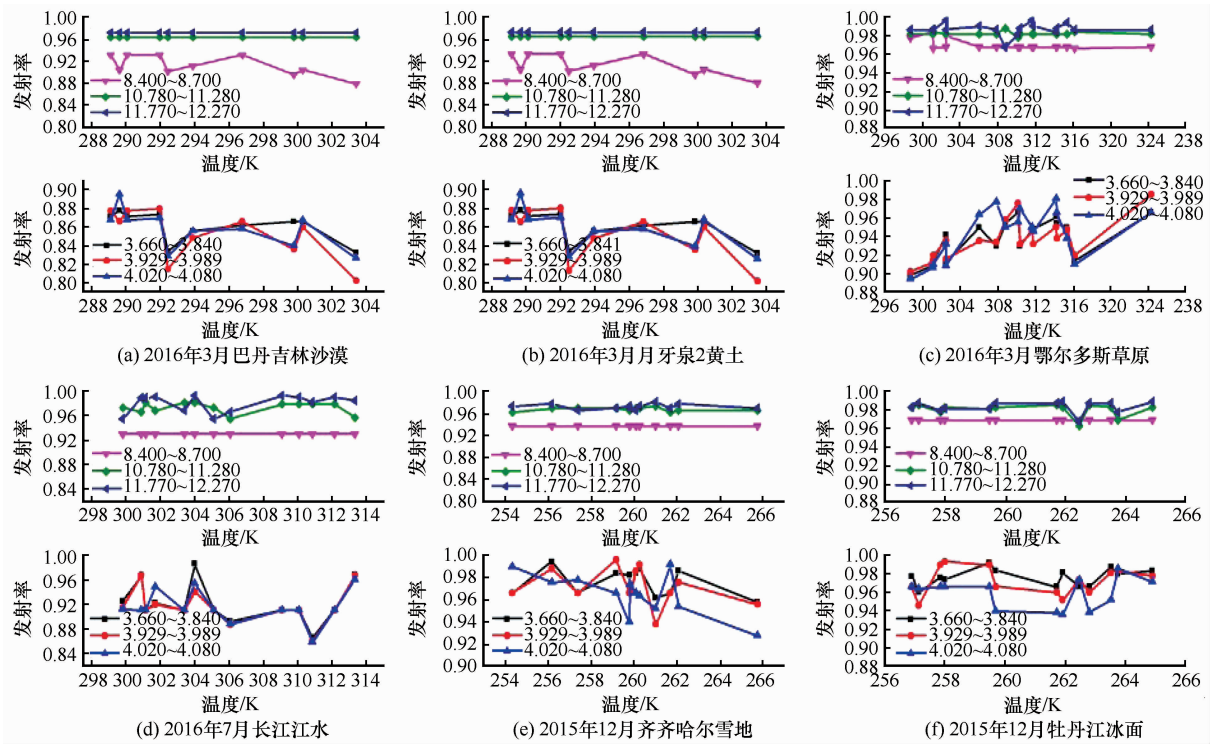 1.00
0.96
0.92
0.88
0.84
0.80
发射率
8.400~8.700
10.780~11.280
11.770~12.270
288 290 292 294 296 298 300 302 304
温度/K
0.90
0.88
0.86
0.84
0.82
0.80
发射率
3.660~3.840
3.929~3.989
4.020~4.080
288 290 292 294 296 298 300 302 304
温度/K
(a) 2016年3月巴丹吉林沙漠
1.00
0.96
0.92
0.88
0.84
0.80
发射率
8.400~8.700
10.780~11.280
11.770~12.270
288 290 292 294 296 298 300 302 304
温度/K
0.90
0.88
0.86
0.84
0.82
0.80
发射率
3.660~3.841
3.929~3.989
4.020~4.080
288 290 292 294 296 298 300 302 304
温度/K
(b) 2016年3月月牙泉2黄土
1.00
0.98
0.96
0.94
0.92
0.90
0.88
发射率
8.400~8.700
10.780~11.280
11.770~12.270
296 300 304 308 312 316 320 324 238
温度/K
1.00
0.98
0.96
0.94
0.92
0.90
0.88
发射率
3.660~3.840
3.929~3.989
4.020~4.080
296 300 304 308 312 316 320 324 238
温度/K
(c) 2016年3月鄂尔多斯草原
1.00
0.96
0.93
0.88
0.84
发射率
8.400~8.700
10.780~11.280
11.770~12.270
298 300 302 304 306 308 310 312 314
温度/K
1.00
0.96
0.92
0.88
0.84
发射率
3.660~3.840
3.929~3.989
4.020~4.080
298 300 302 304 306 308 310 312 314
温度/K
(d) 2016年7月长江江水
1.00
0.96
0.92
0.88
0.84
0.80
发射率
8.400~8.700
10.780~11.280
11.770~12.270
254 256 258 260 262 264 266
温度/K
1.00
0.98
0.96
0.94
0.92
0.90
发射率
3.660~3.840
3.929~3.989
4.020~4.080
254 256 258 260 262 264 266
温度/K
(e) 2015年12月齐齐哈尔雪地
1.00
0.98
0.96
0.94
0.92
0.90
0.88
发射率
8.400~8.700
10.780~11.280
11.770~12.270
256 258 260 262 264 266
温度/K
1.00
0.98
0.96
0.94
0.92
0.90
0.88
发射率
3.660~3.840
3.929~3.989
4.020~4.080
256 258 260 262 264 266
温度/K
(f) 2015年12月牡丹江冰面